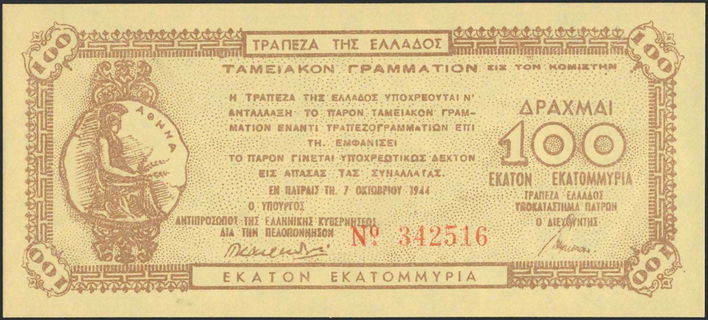 100 100
ΤΡΑΠΕΖΑ ΤΗΣ ΕΛΛΑΔΟΣ
ΤΑΜΕΙΑΚΟΝ ΓΡΑΜΜΑΤΙΟΝ ΕΙΣ ΤΟΝ ΚΟΜΙΣΤΗΝ
ΑΘΗΝΑ
Η ΤΡΑΠΕΖΑ ΤΗΣ ΕΛΛΑΔΟΣ ΥΠΟΧΡΕΟΥΤΑΙ Ν'
ΑΝΤΑΛΛΑΞΗ ΤΟ ΠΑΡΟΝ ΤΑΜΕΙΑΚΟΝ ΓΡΑΜ-
ΜΑΤΙΟΝ ΕΝΑΝΤΙ ΤΡΑΠΕΖΟΓΡΑΜΜΑΤΙΩΝ ΕΠΙ
ΤΗ ΕΜΦΑΝΙΣΕΙ
ΤΟ ΠΑΡΟΝ ΓΙΝΕΤΑΙ ΥΠΟΧΡΕΩΤΙΚΩΣ ΔΕΚΤΟΝ
ΕΙΣ ΑΠΑΣΑΣ ΤΑΣ ΣΥΝΑΛΛΑΓΑΣ.
ΕΝ ΠΑΤΡΑΙΣ ΤΗ. 7 ΟΚΤΩΒΡΙΟΥ 1944
Ο ΥΠΟΥΡΓΟΣ
ΑΝΤΙΠΡΟΣΩΠΟΣ ΤΗΣ ΕΛΛΗΝΙΚΗΣ ΚΥΒΕΡΝΗΣΕΩΣ
ΔΙΑ ΤΗΝ ΠΕΛΟΠΟΝΝΗΣΟΝ
Nº 342516
ΔΡΑΧΜΑΙ
100
ΕΚΑΤΟΝ ΕΚΑΤΟΜΜΥΡΙΑ
ΤΡΑΠΕΖΑ ΕΛΛΑΔΟΣ
ΥΠΟΚΑΤΑΣΤΗΜΑ ΠΑΤΡΩΝ
Ο ΔΙΕΥΘΥΝΤΗΣ
100 100
ΕΚΑΤΟΝ ΕΚΑΤΟΜΜΥΡΙΑ